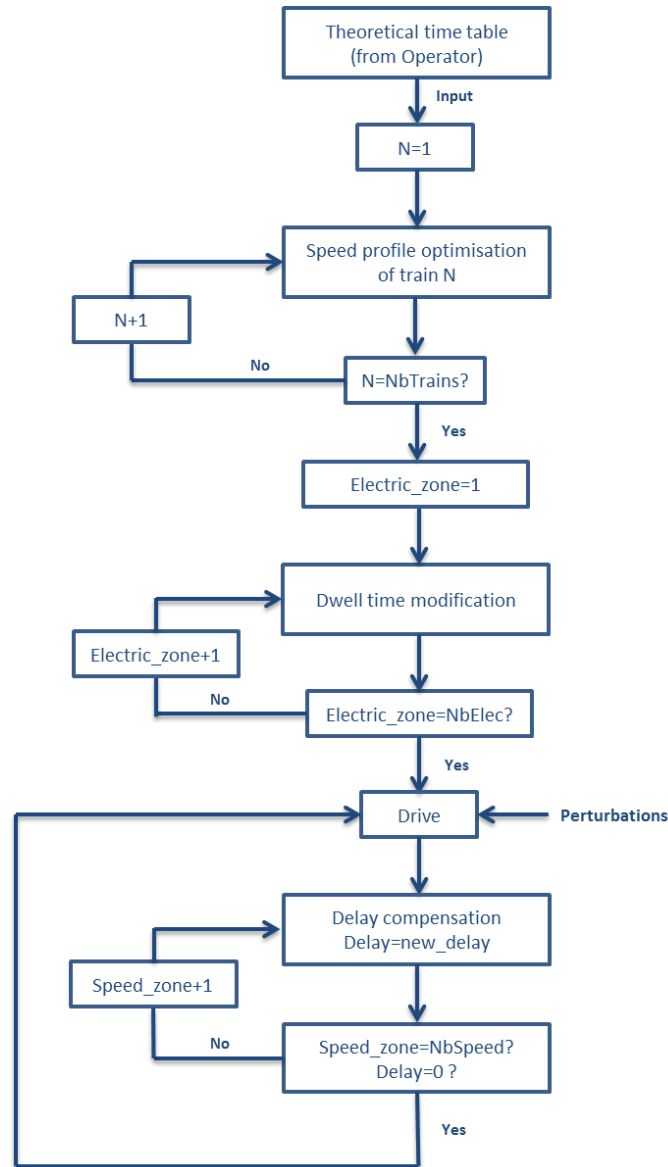 Theoretical time table
(from Operator)
Input
N=1
Speed profile optimisation
of train N
N+1
No
N=NbTrains?
Yes
Electric_zone=1
Dwell time modification
Electric_zone+1
No
Electric_zone=NbElec?
Yes
Drive
Perturbations
Delay compensation
Delay=new_delay
Speed_zone+1
No
Speed_zone=NbSpeed?
Delay=0 ?
Yes